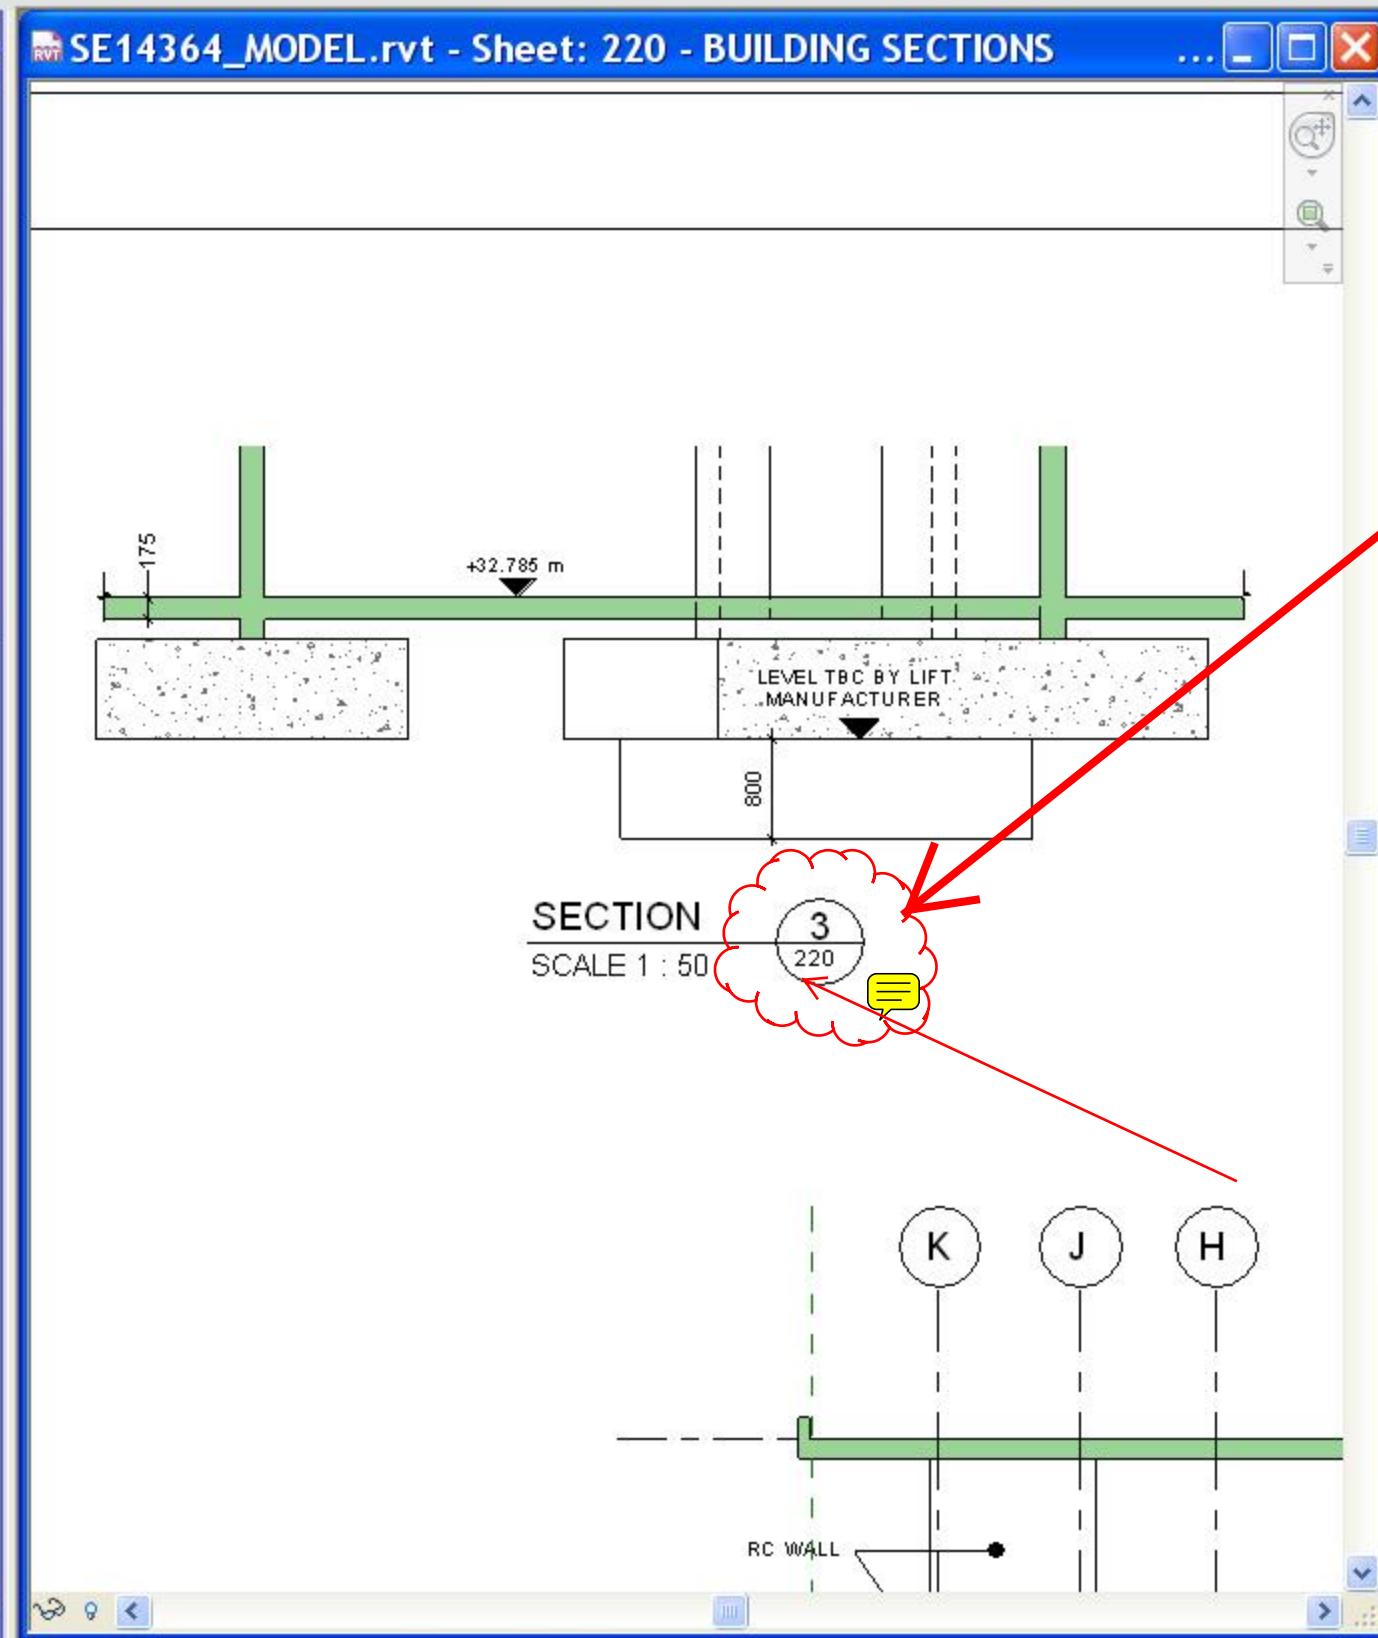 SE14364_MODEL.rvt - Sheet: 220 - BUILDING SECTIONS ...
175
+32.785 m
LEVEL TBC BY LIFT
MANUFACTURER
800
SECTION
SCALE 1 : 50
3
220
K J H
RC WALL